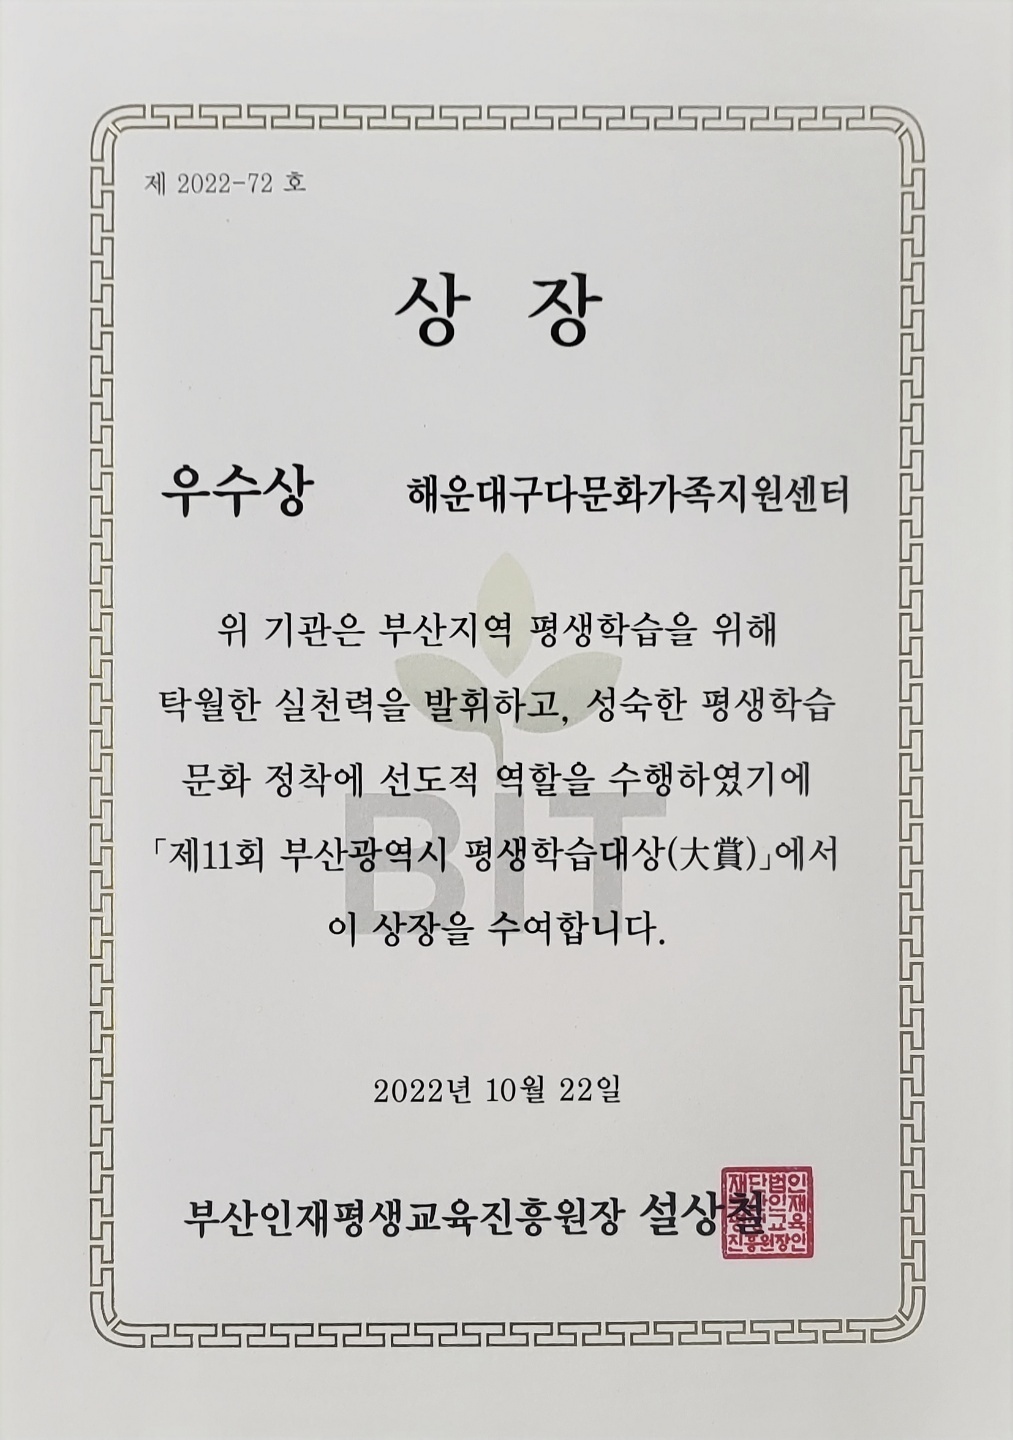 제 2022-72 호
상 장
우수상 해운대구다문화가족지원센터
위 기관은 부산지역 평생학습을 위해
탁월한 실천력을 발휘하고, 성숙한 평생학습
문화 정착에 선도적 역할을 수행하였기에
「제11회 부산광역시 평생학습대상(大賞)」에서
이 상장을 수여합니다.
BIT
2022년 10월 22일
부산인재평생교육진흥원장 설상철
재단법인
인재
교육
진흥원장인